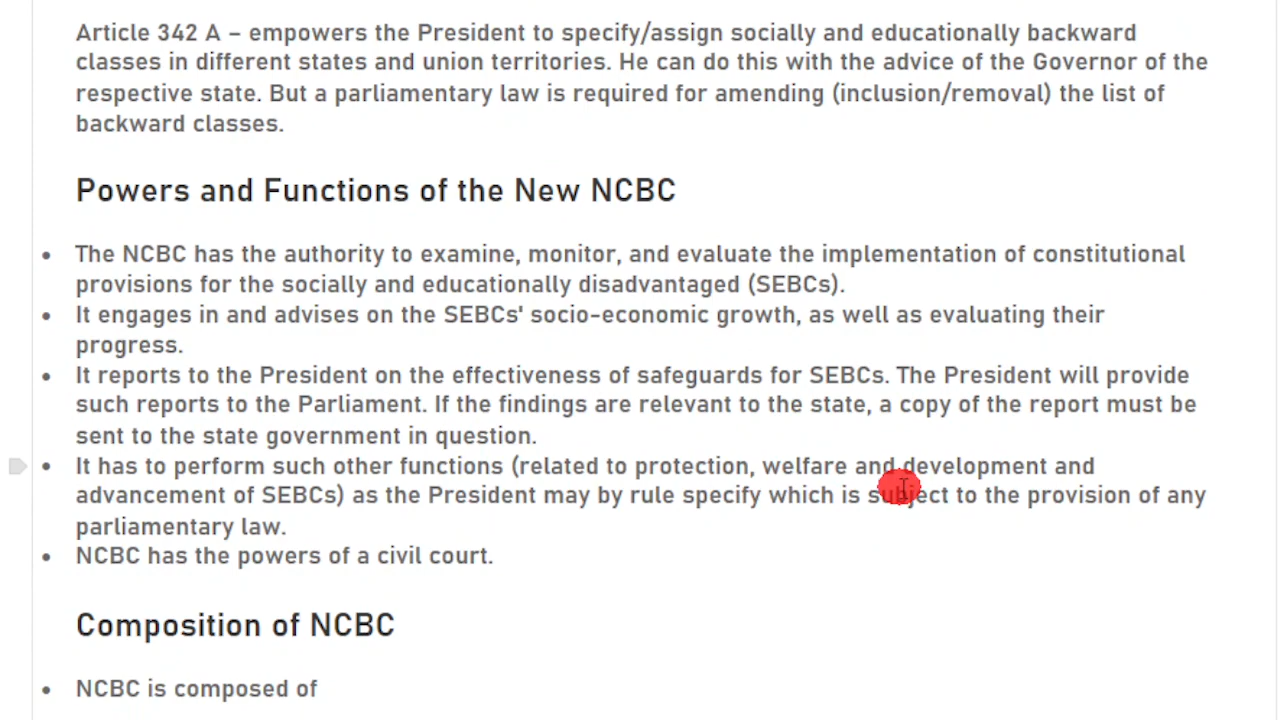 Article 342 A – empowers the President to specify/assign socially and educationally backward
classes in different states and union territories. He can do this with the advice of the Governor of the
respective state. But a parliamentary law is required for amending (inclusion/removal) the list of
backward classes.
Powers and Functions of the New NCBC
• The NCBC has the authority to examine, monitor, and evaluate the implementation of constitutional
provisions for the socially and educationally disadvantaged (SEBCs).
• It engages in and advises on the SEBCs' socio-economic growth, as well as evaluating their
progress.
• It reports to the President on the effectiveness of safeguards for SEBCs. The President will provide
such reports to the Parliament. If the findings are relevant to the state, a copy of the report must be
sent to the state government in question.
• It has to perform such other functions (related to protection, welfare and development and
advancement of SEBCs) as the President may by rule specify which is subject to the provision of any
parliamentary law.
• NCBC has the powers of a civil court.
Composition of NCBC
• NCBC is composed of